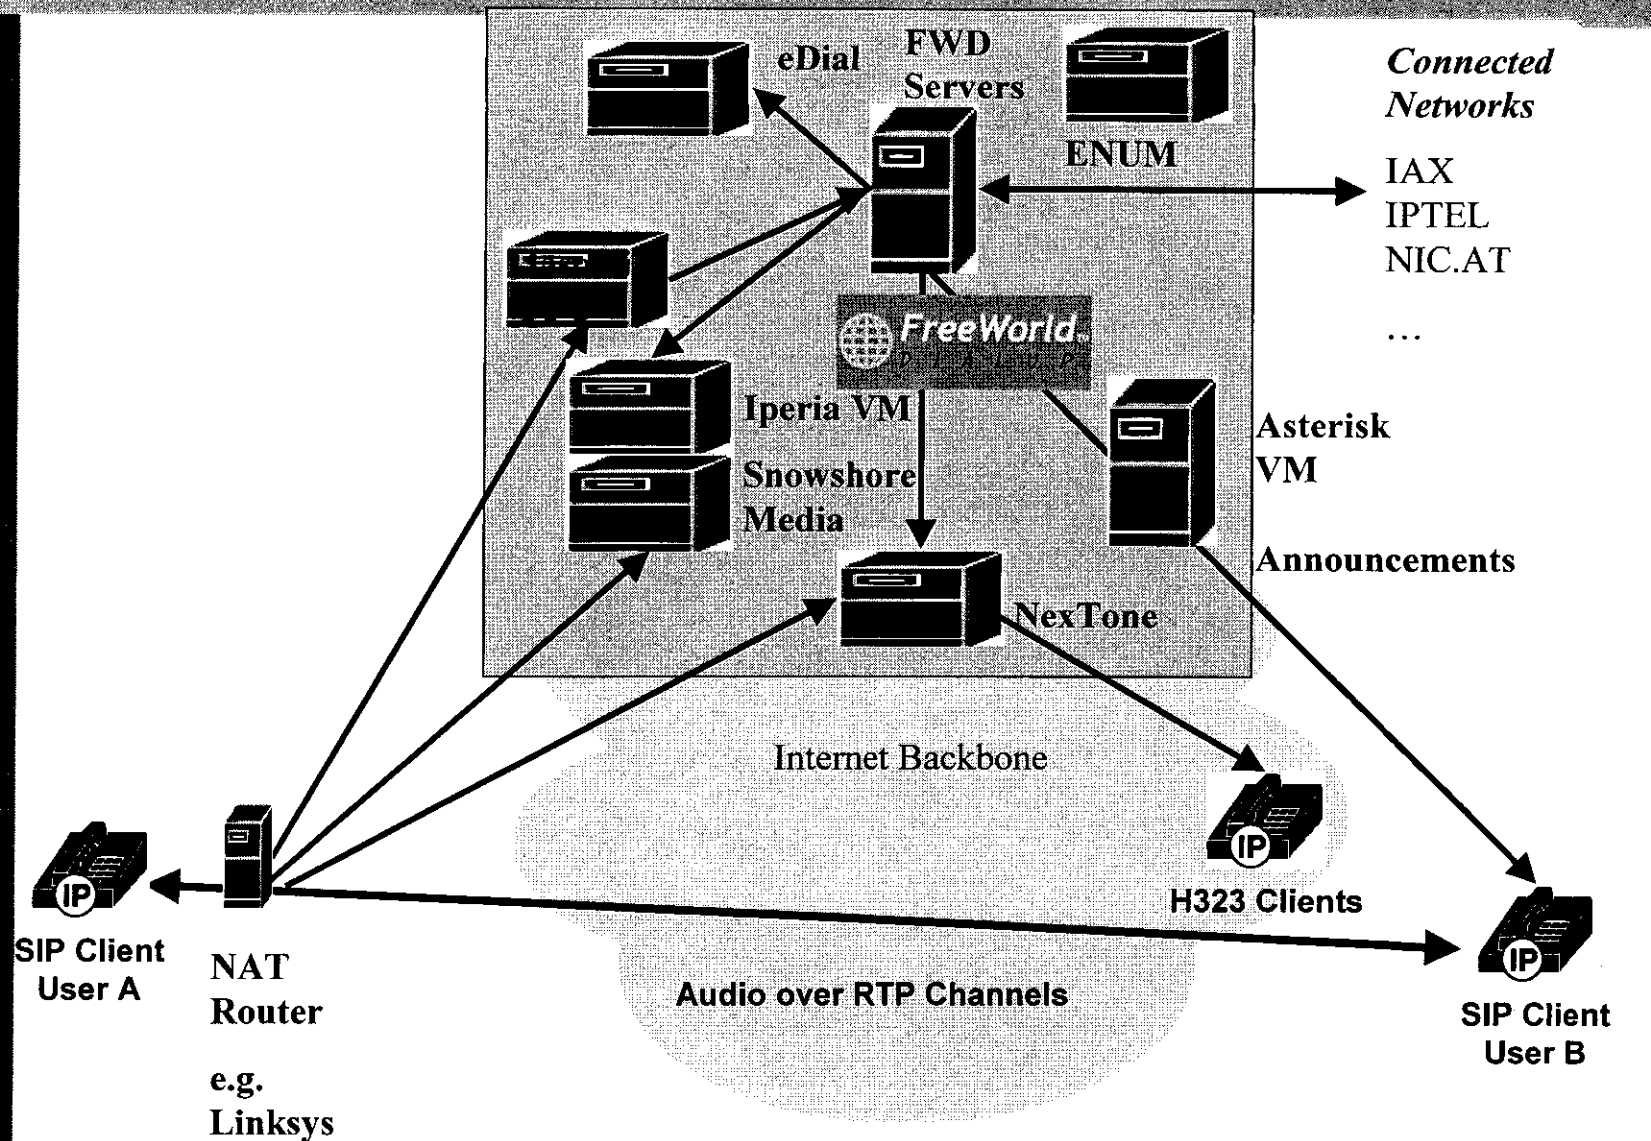 eDial
FWD
Servers
ENUM
Connected
Networks
IAX
IPTEL
NIC.AT
...
FreeWorld TM
D I A L U P
Iperia VM
Snowshore
Media
Asterisk
VM
Announcements
NexTone
Internet Backbone
IP
H323 Clients
IP
SIP Client
User A
NAT
Router
e.g.
Linksys
Audio over RTP Channels
IP
SIP Client
User B